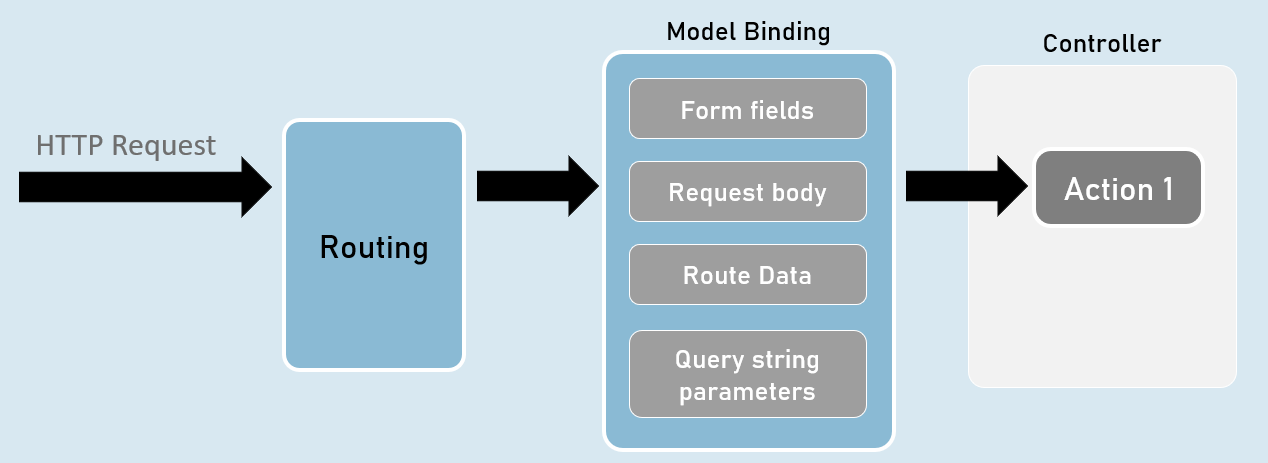 HTTP Request
Routing
Model Binding
Form fields
Request body
Route Data
Query string
parameters
Controller
Action 1